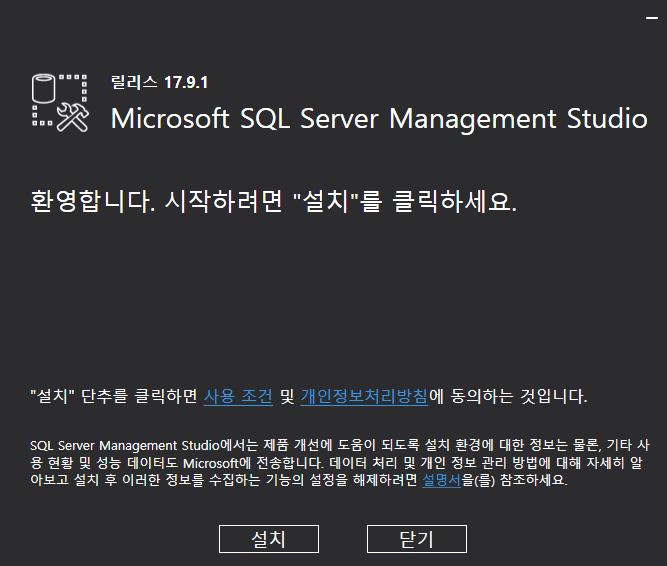 릴리스 17.9.1
Microsoft SQL Server Management Studio
환영합니다. 시작하려면 "설치"를 클릭하세요.
"설치" 단추를 클릭하면 사용 조건 및 개인정보처리방침에 동의하는 것입니다.
SQL Server Management Studio에서는 제품 개선에 도움이 되도록 설치 환경에 대한 정보는 물론, 기타 사
용 현황 및 성능 데이터도 Microsoft에 전송합니다. 데이터 처리 및 개인 정보 관리 방법에 대해 자세히 알
아보고 설치 후 이러한 정보를 수집하는 기능의 설정을 해제하려면 설명서을(를) 참조하세요.
설치 닫기